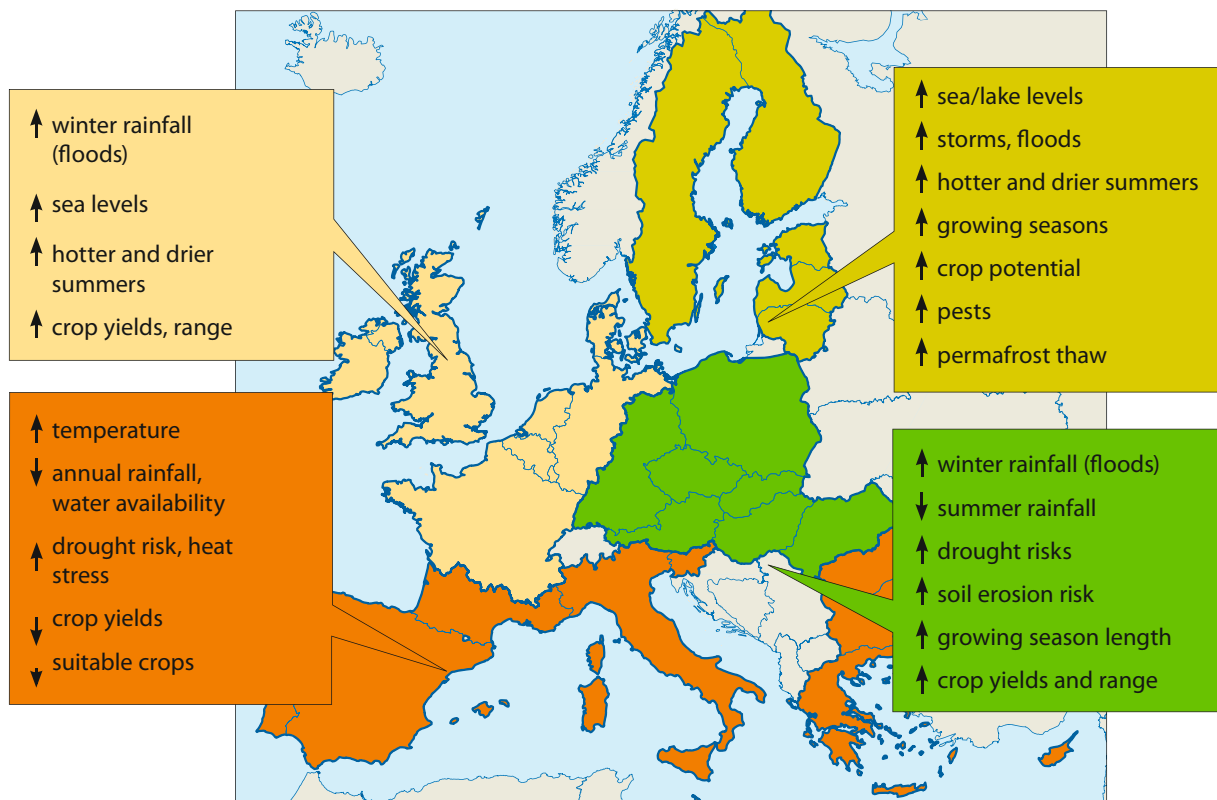 winter rainfall
(floods)
sea levels
hotter and drier
summers
crop yields, range
temperature
annual rainfall,
water availability
drought risk, heat
stress
crop yields
suitable crops
sea/lake levels
storms, floods
hotter and drier summers
growing seasons
crop potential
pests
permafrost thaw
winter rainfall (floods)
summer rainfall
drought risks
soil erosion risk
growing season length
crop yields and range